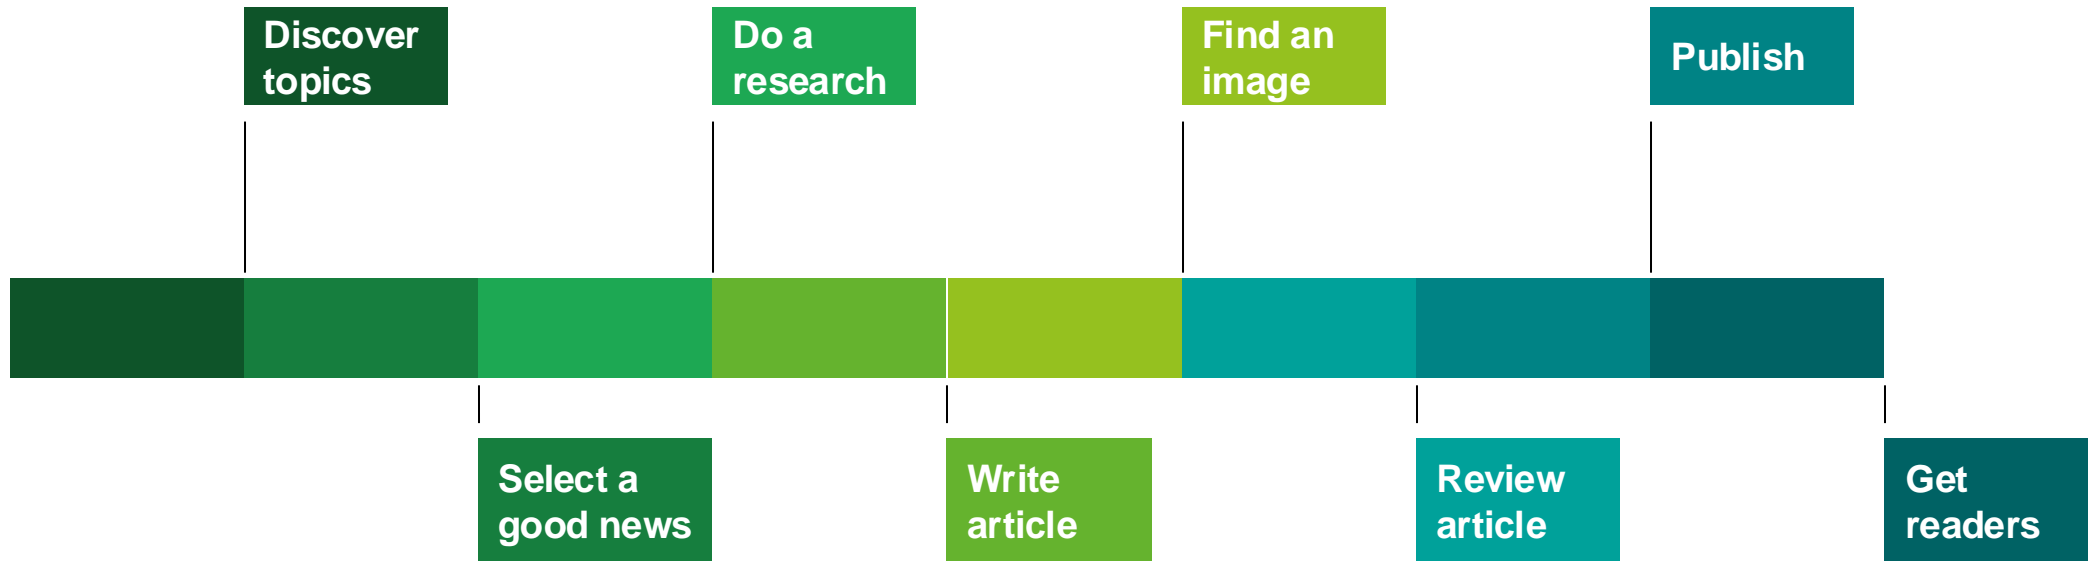 Discover
topics
Do a
research
Find an
image
Publish
Select a
good news
Write
article
Review
article
Get
readers